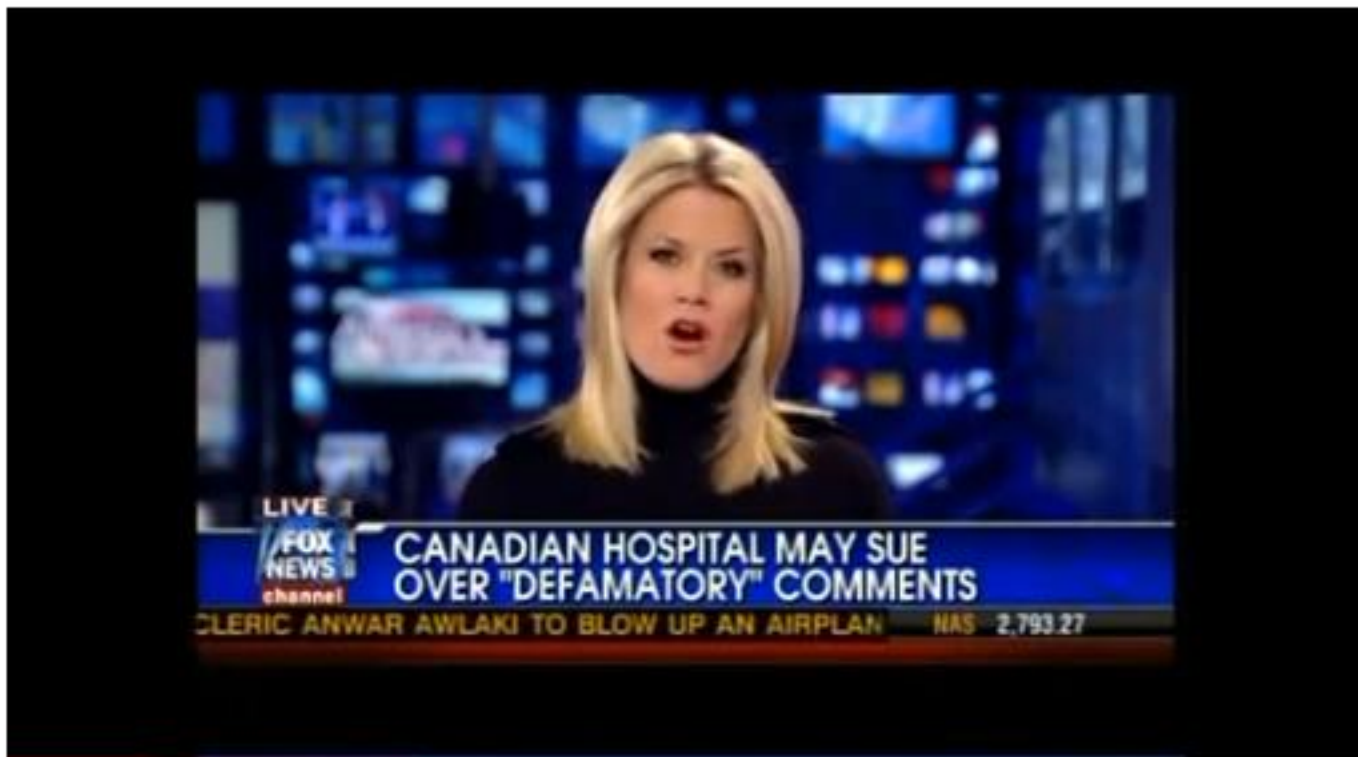 LIVE
FOX
NEWS
channel
CANADIAN HOSPITAL MAY SUE
OVER "DEFAMATORY" COMMENTS
CLERIC ANWAR AWLAKI TO BLOW UP AN AIRPLAN NAS 2,793.27